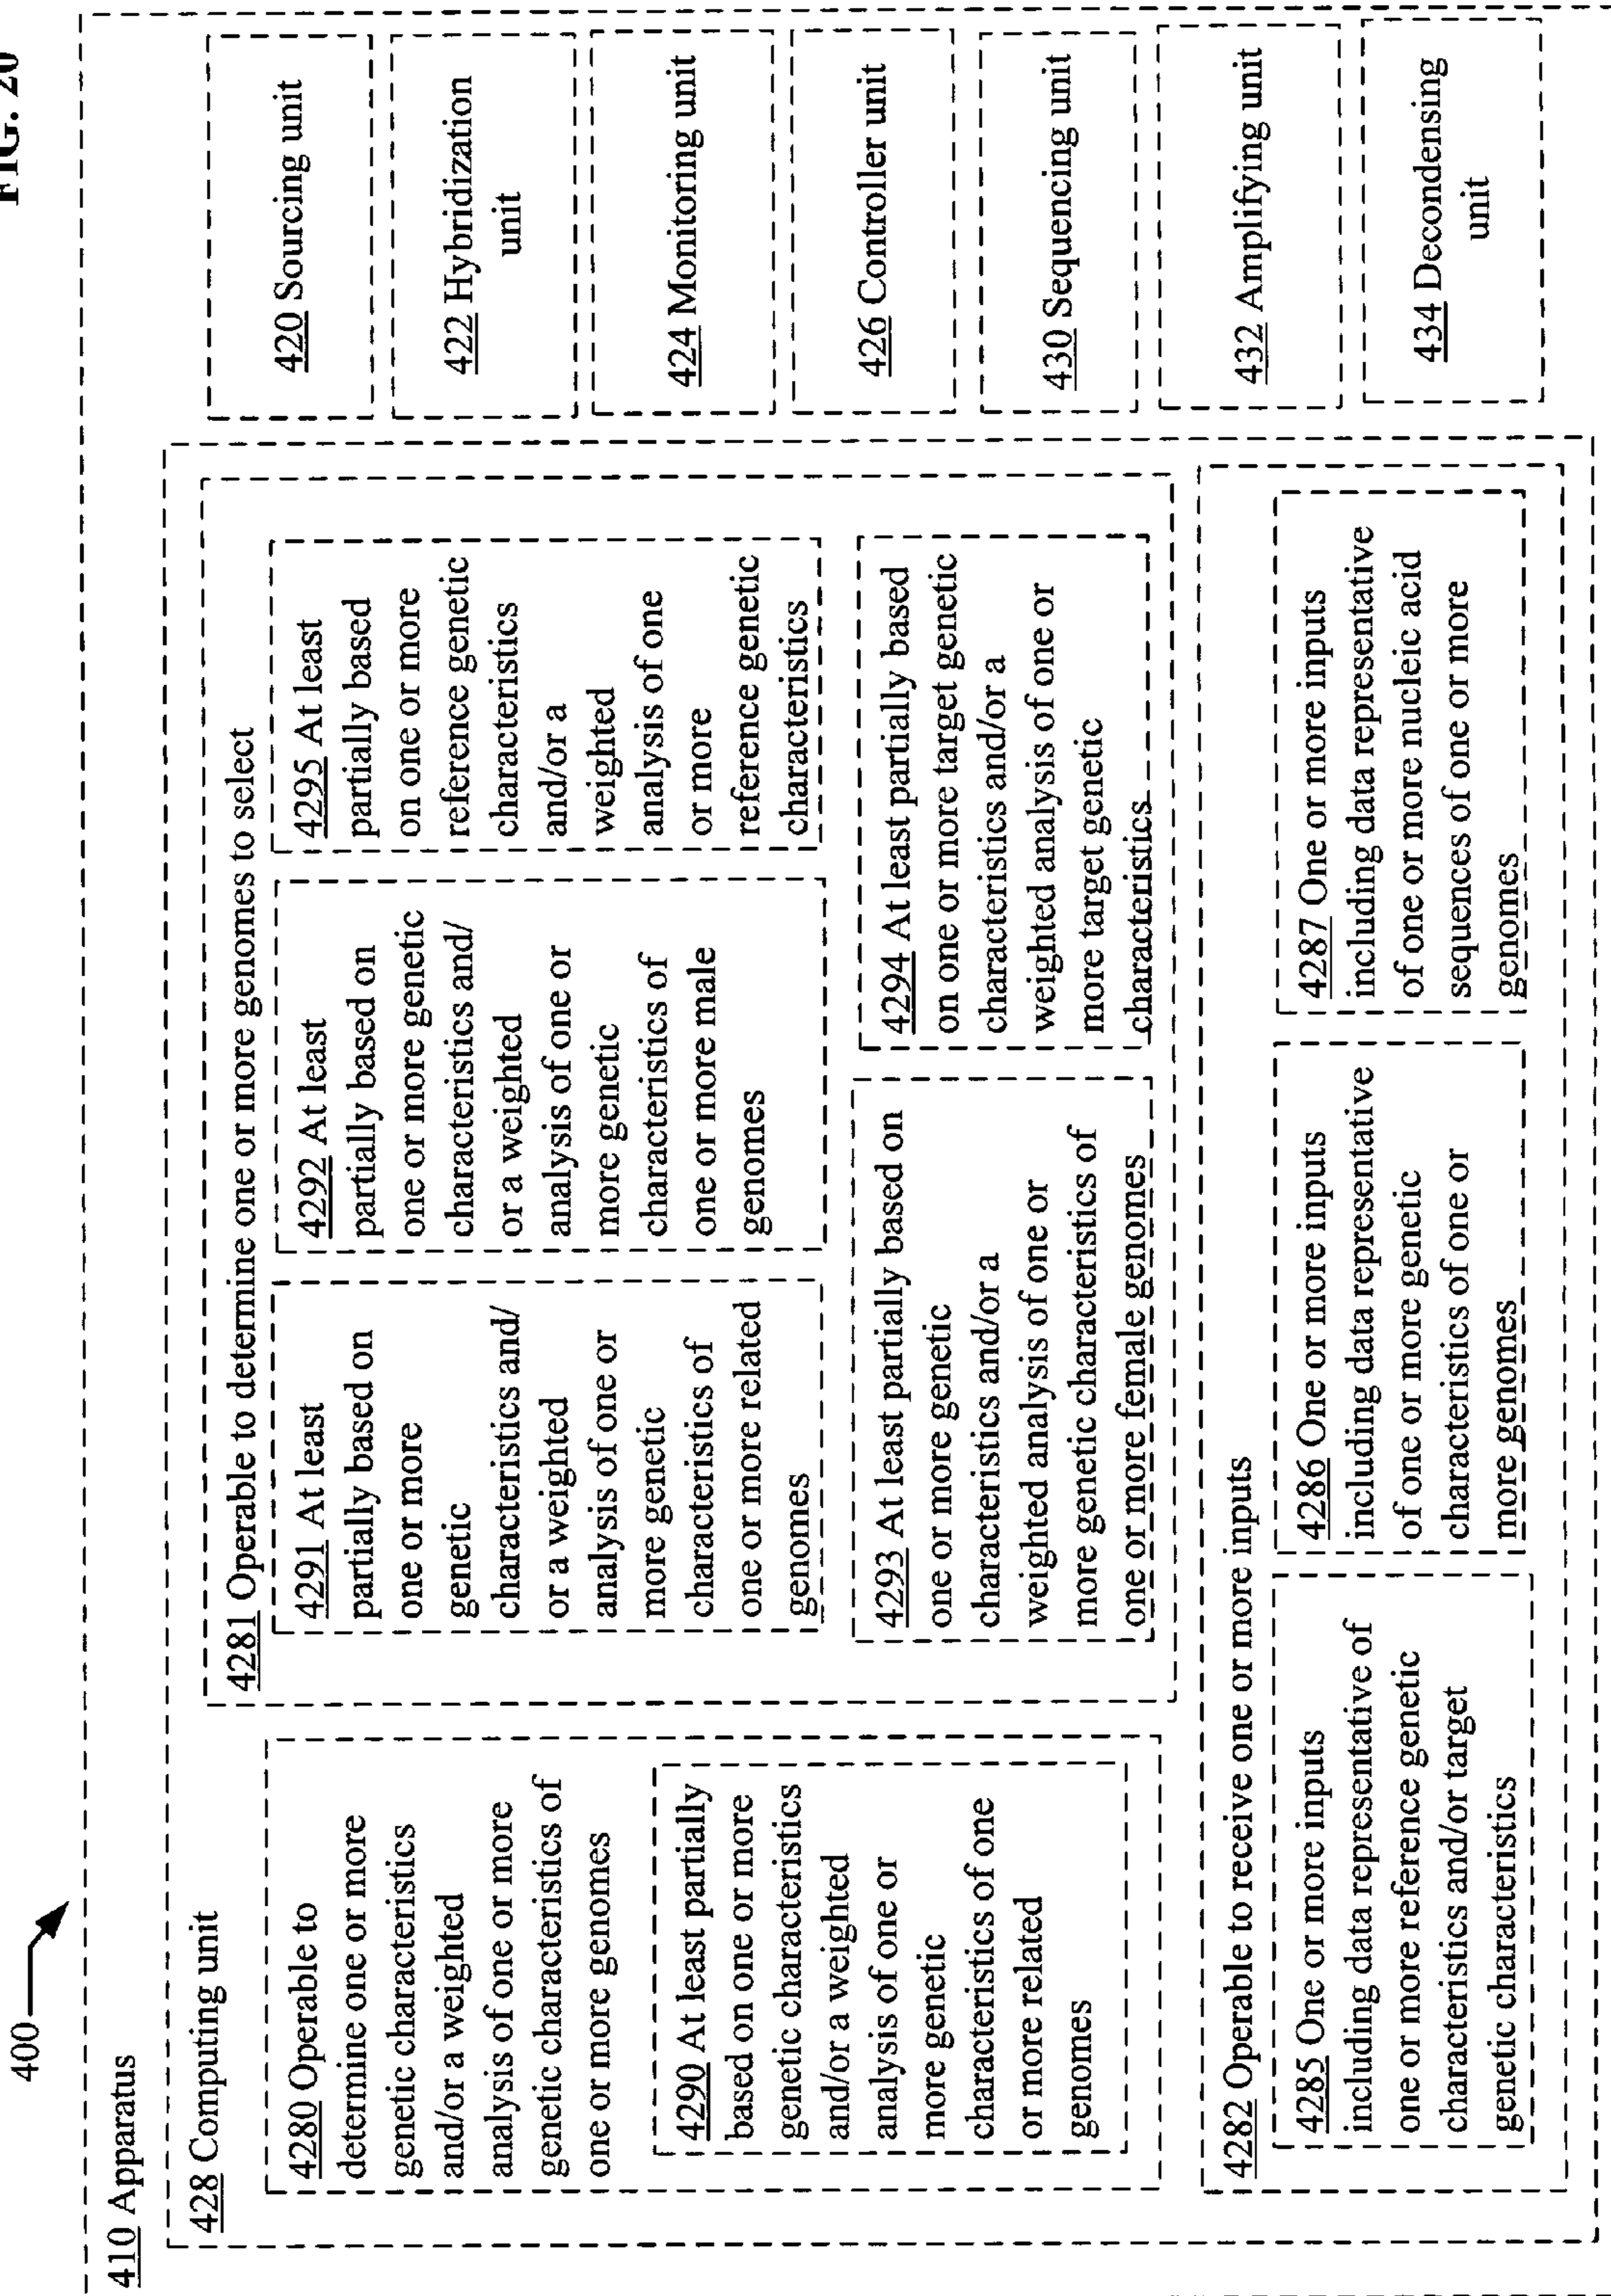 FIG. 20
400
410 Apparatus
428 Computing unit
4280 Operable to
determine one or more
genetic characteristics
and/or a weighted
analysis of one or more
genetic characteristics of
one or more genomes
4290 At least partially
based on one or more
genetic characteristics
and/or a weighted
analysis of one or
more genetic
characteristics of one
or more related
genomes
4281 Operable to determine one or more genomes to select
4291 At least
partially based on
one or more
genetic
characteristics and/
or a weighted
analysis of one or
more genetic
characteristics of
one or more related
genomes
4292 At least
partially based on
one or more genetic
characteristics and/
or a weighted
analysis of one or
more genetic
characteristics of
one or more male
genomes
4295 At least
partially based
on one or more
reference genetic
characteristics
and/or a
weighted
analysis of one
or more
reference genetic
characteristics
4293 At least partially based on
one or more genetic
characteristics and/or a
weighted analysis of one or
more genetic characteristics of
one or more female genomes
4294 At least partially based
on one or more target genetic
characteristics and/or a
weighted analysis of one or
more target genetic
characteristics
4282 Operable to receive one or more inputs
4285 One or more inputs
including data representative of
one or more reference genetic
characteristics and/or target
genetic characteristics
4286 One or more inputs
including data representative
of one or more genetic
characteristics of one or
more genomes
4287 One or more inputs
including data representative
of one or more nucleic acid
sequences of one or more
genomes
420 Sourcing unit
422 Hybridization
unit
424 Monitoring unit
426 Controller unit
430 Sequencing unit
432 Amplifying unit
434 Decondensing
unit